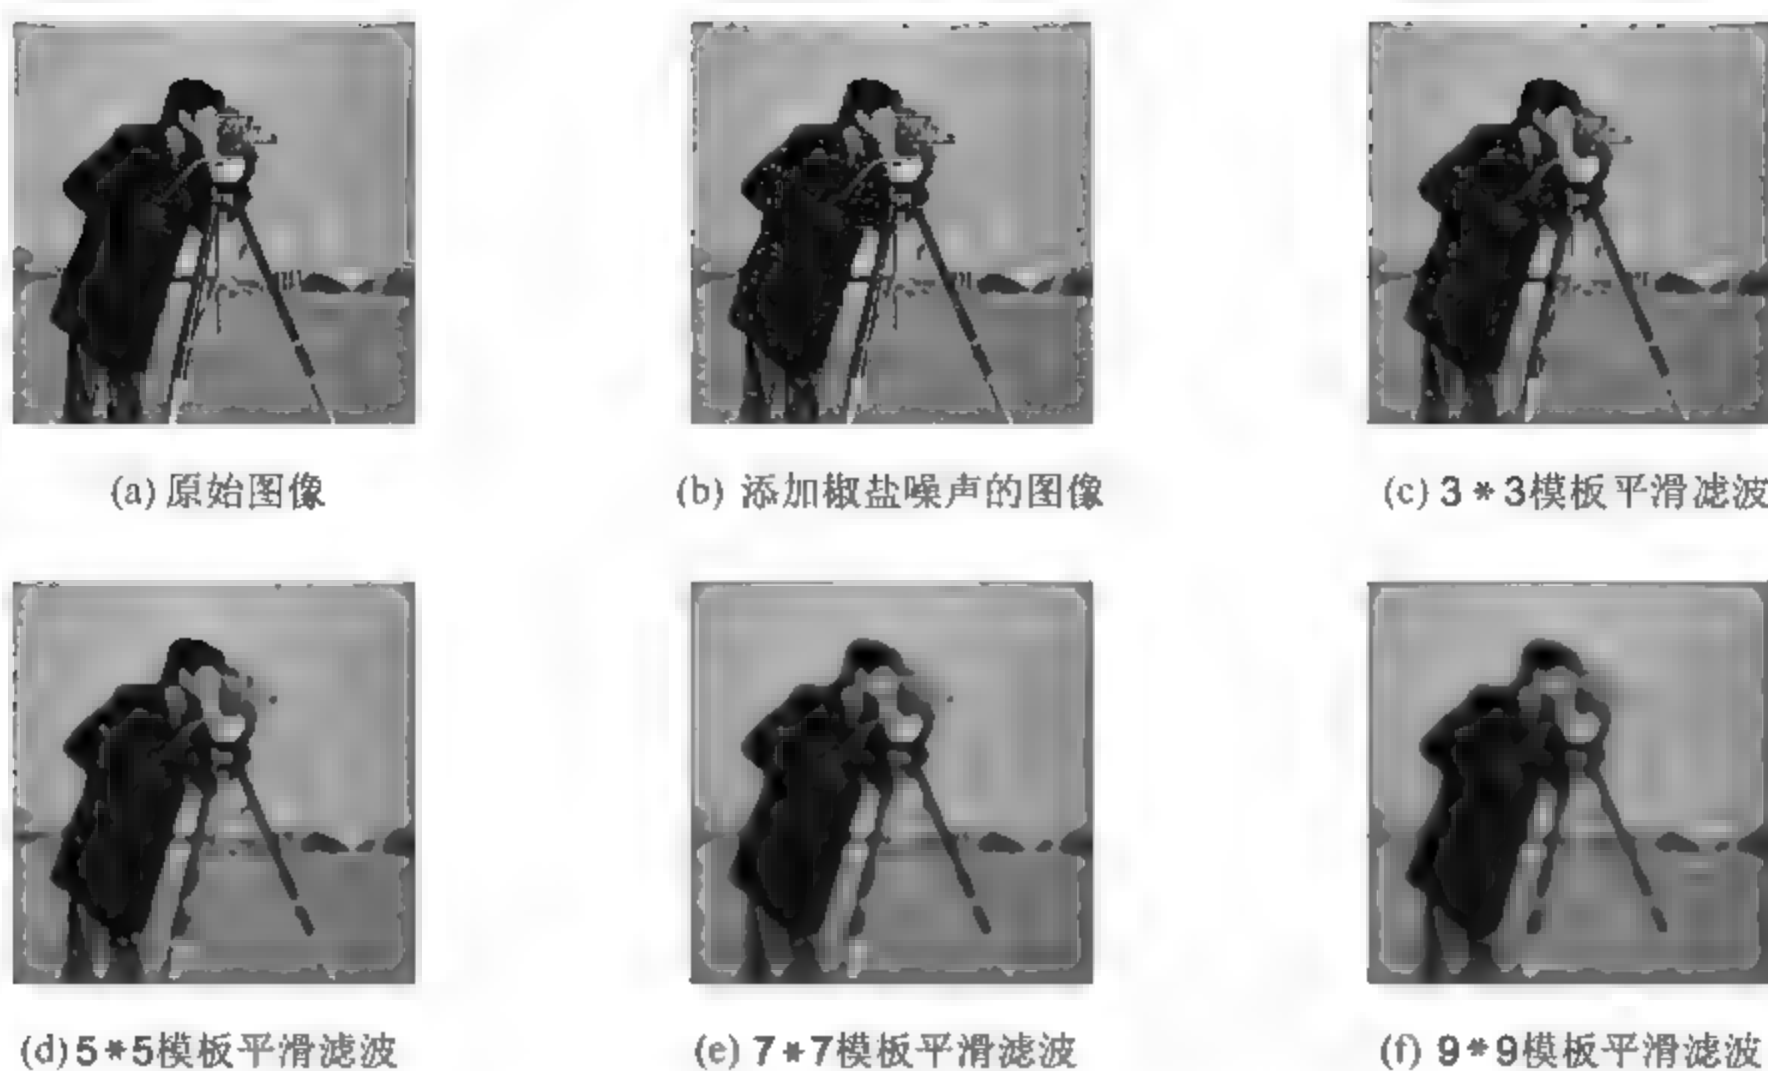 (a) 原始图像
(b) 添加椒盐噪声的图像
(c) 3*3模板平滑滤波
(d) 5*5模板平滑滤波
(e) 7*7模板平滑滤波
(f) 9*9模板平滑滤波